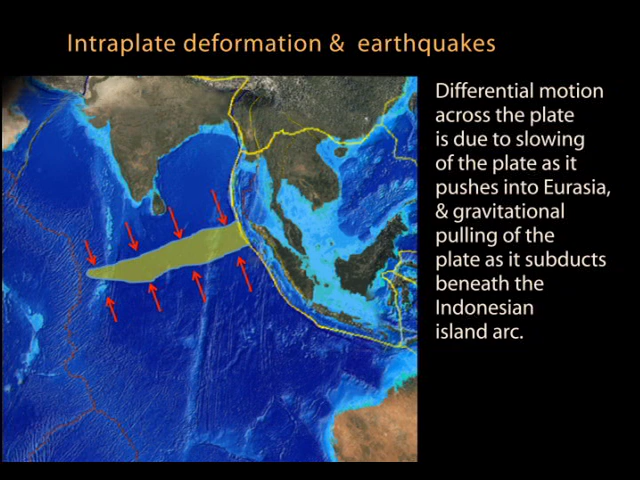 Intraplate deformation & earthquakes
Differential motion
across the plate
is due to slowing
of the plate as it
pushes into Eurasia,
& gravitational
pulling of the
plate as it subducts
beneath the
Indonesian
island arc.